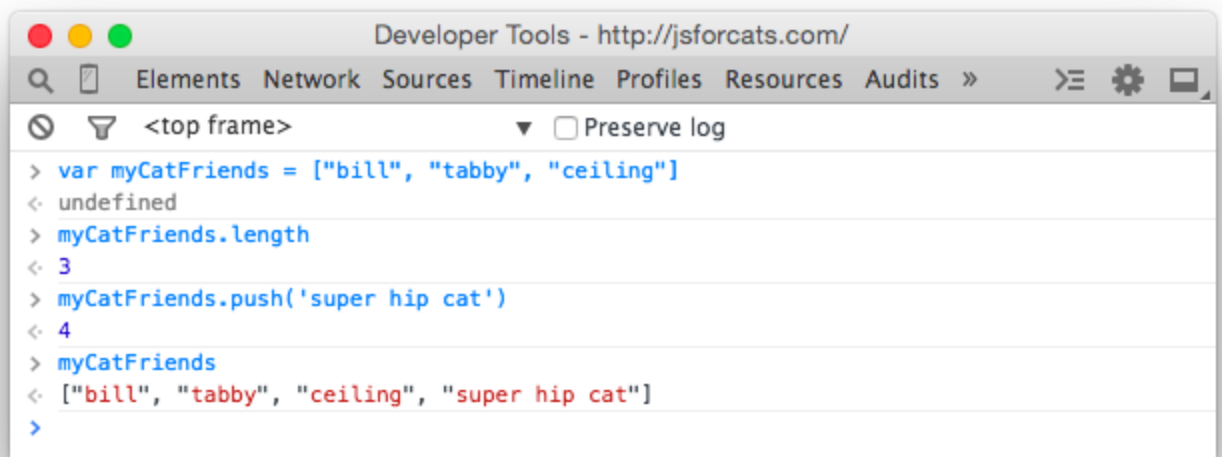 Developer Tools - http://jsforcats.com/
Elements Network Sources Timeline Profiles Resources Audits »
<top frame> ▼ Preserve log
> var myCatFriends = ["bill", "tabby", "ceiling"]
<· undefined
> myCatFriends.length
<· 3
> myCatFriends.push('super hip cat')
<· 4
> myCatFriends
<· ["bill", "tabby", "ceiling", "super hip cat"]
>